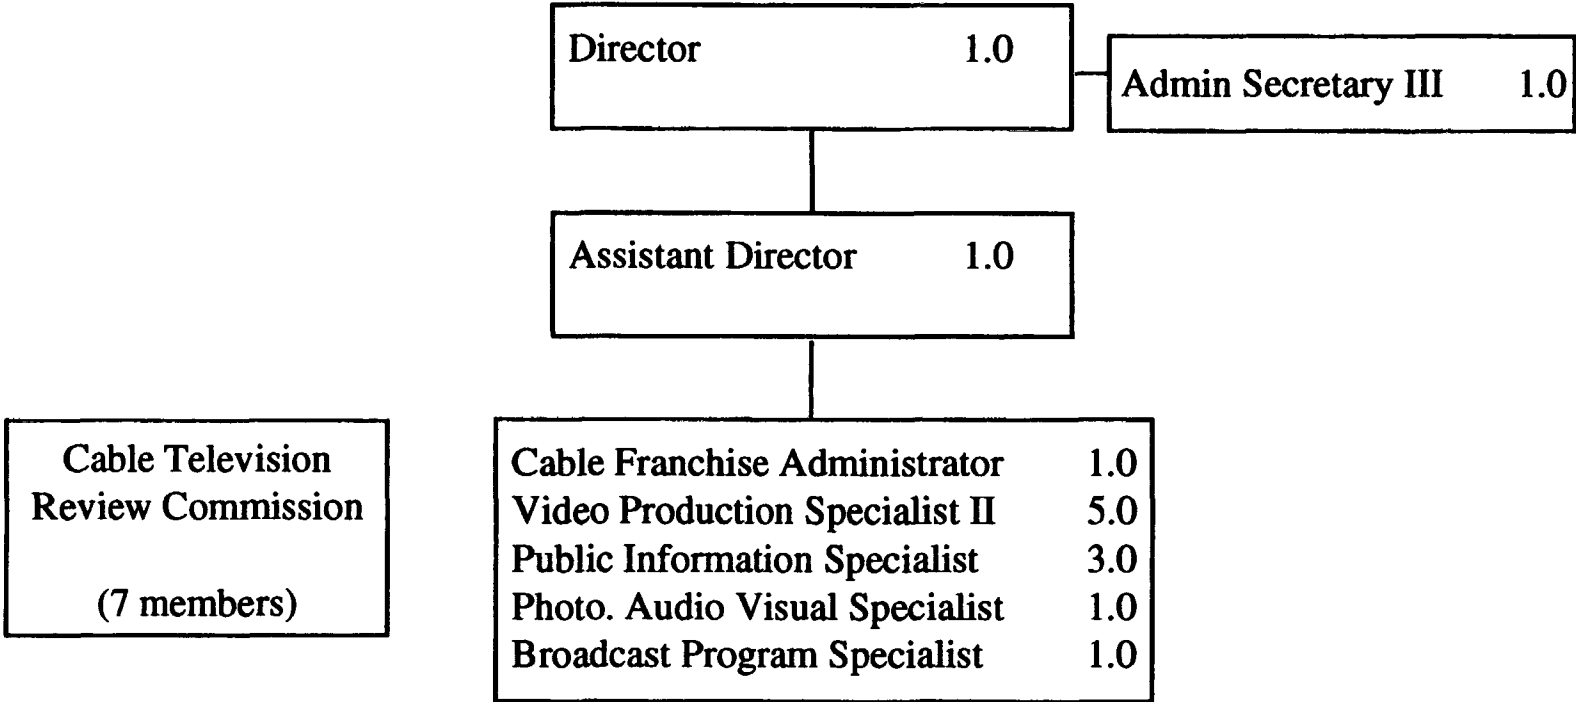 Director 1.0
Admin Secretary III 1.0
Assistant Director 1.0
Cable Television
Review Commission
(7 members)
Cable Franchise Administrator 1.0
Video Production Specialist II 5.0
Public Information Specialist 3.0
Photo. Audio Visual Specialist 1.0
Broadcast Program Specialist 1.0